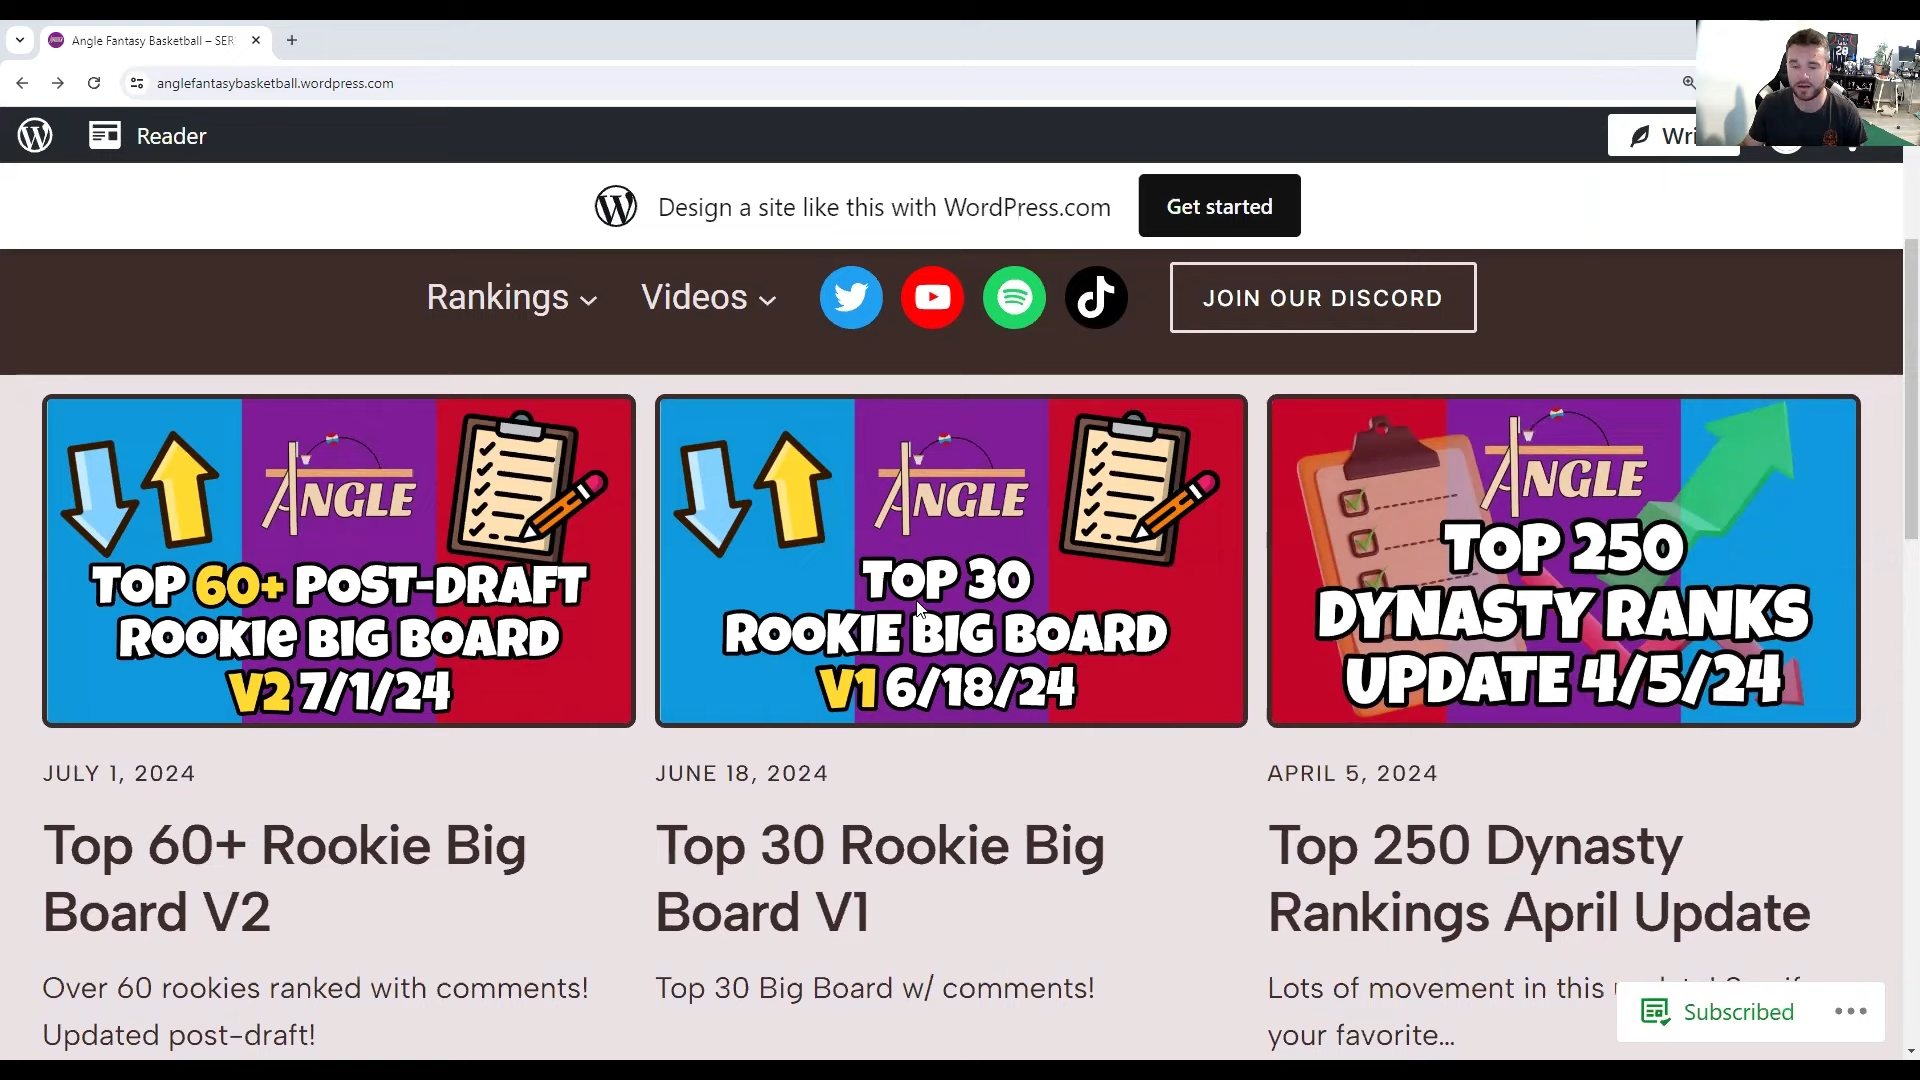 Angle Fantasy Basketball – SER
anglefantasybasketball.wordpress.com
Reader
Wri
Design a site like this with WordPress.com
Get started
Rankings
Videos
JOIN OUR DISCORD
ANGLE
TOP 60+ POST-DRAFT
ROOKIE BIG BOARD
V2 7/1/24
ANGLE
TOP 30
ROOKIE BIG BOARD
V1 6/18/24
ANGLE
TOP 250
DYNASTY RANKS
UPDATE 4/5/24
JULY 1, 2024
Top 60+ Rookie Big
Board V2
Over 60 rookies ranked with comments!
Updated post-draft!
JUNE 18, 2024
Top 30 Rookie Big
Board V1
Top 30 Big Board w/ comments!
APRIL 5, 2024
Top 250 Dynasty
Rankings April Update
Lots of movement in this
your favorite...
Subscribed